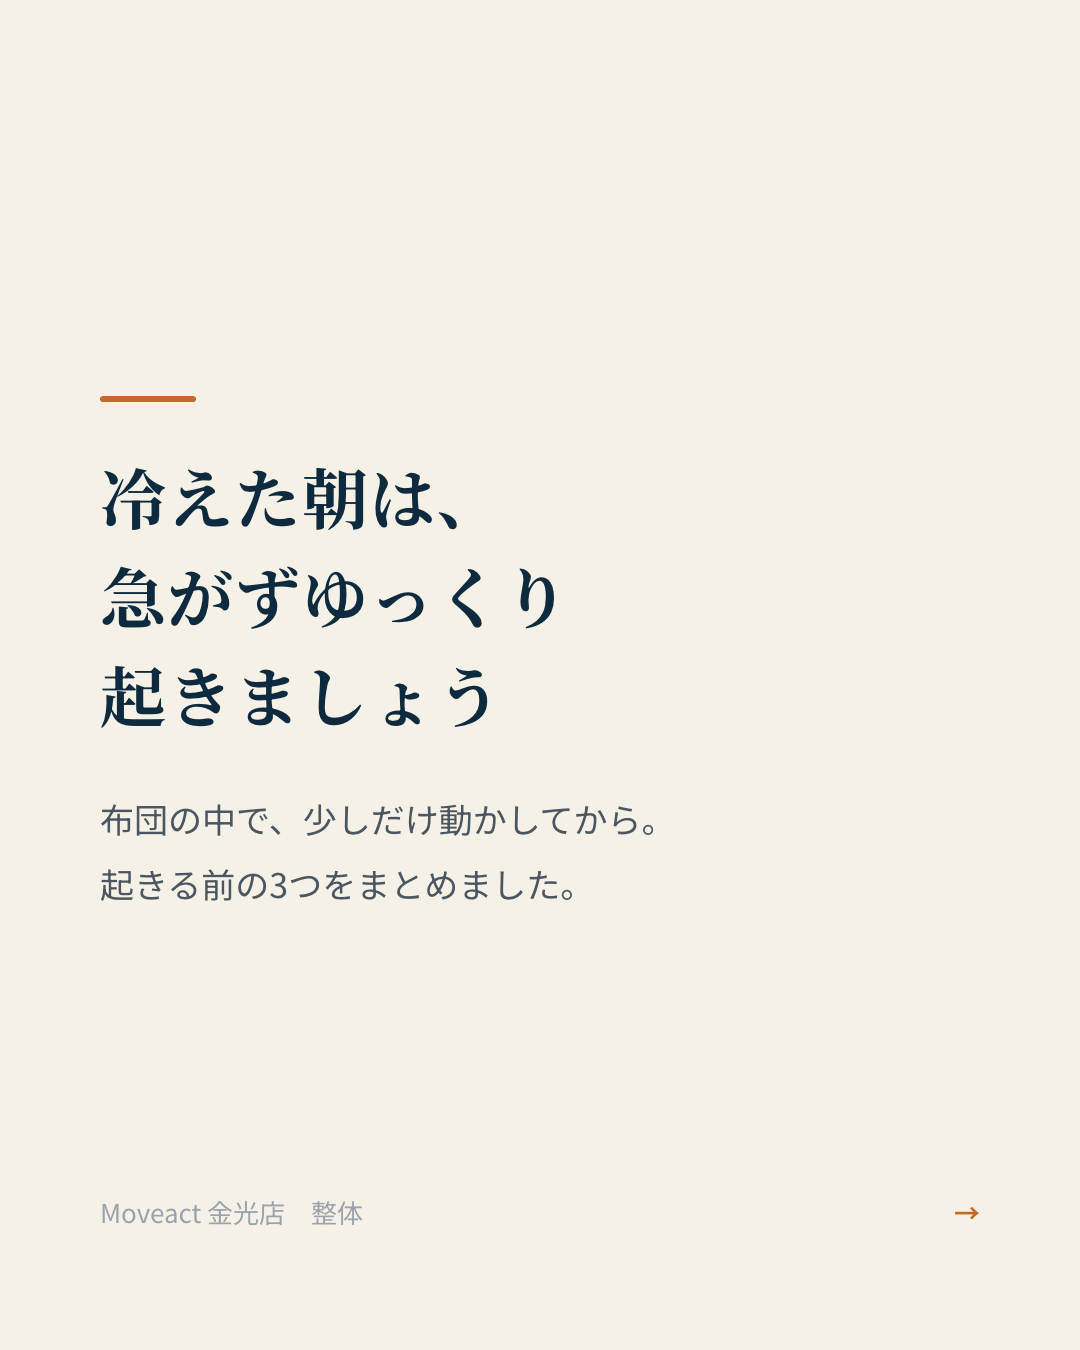 冷えた朝は、
急がずゆっくり
起きましょう
布団の中で、少しだけ動かしてから。
起きる前の3つをまとめました。
Moveact 金光店　整体
→